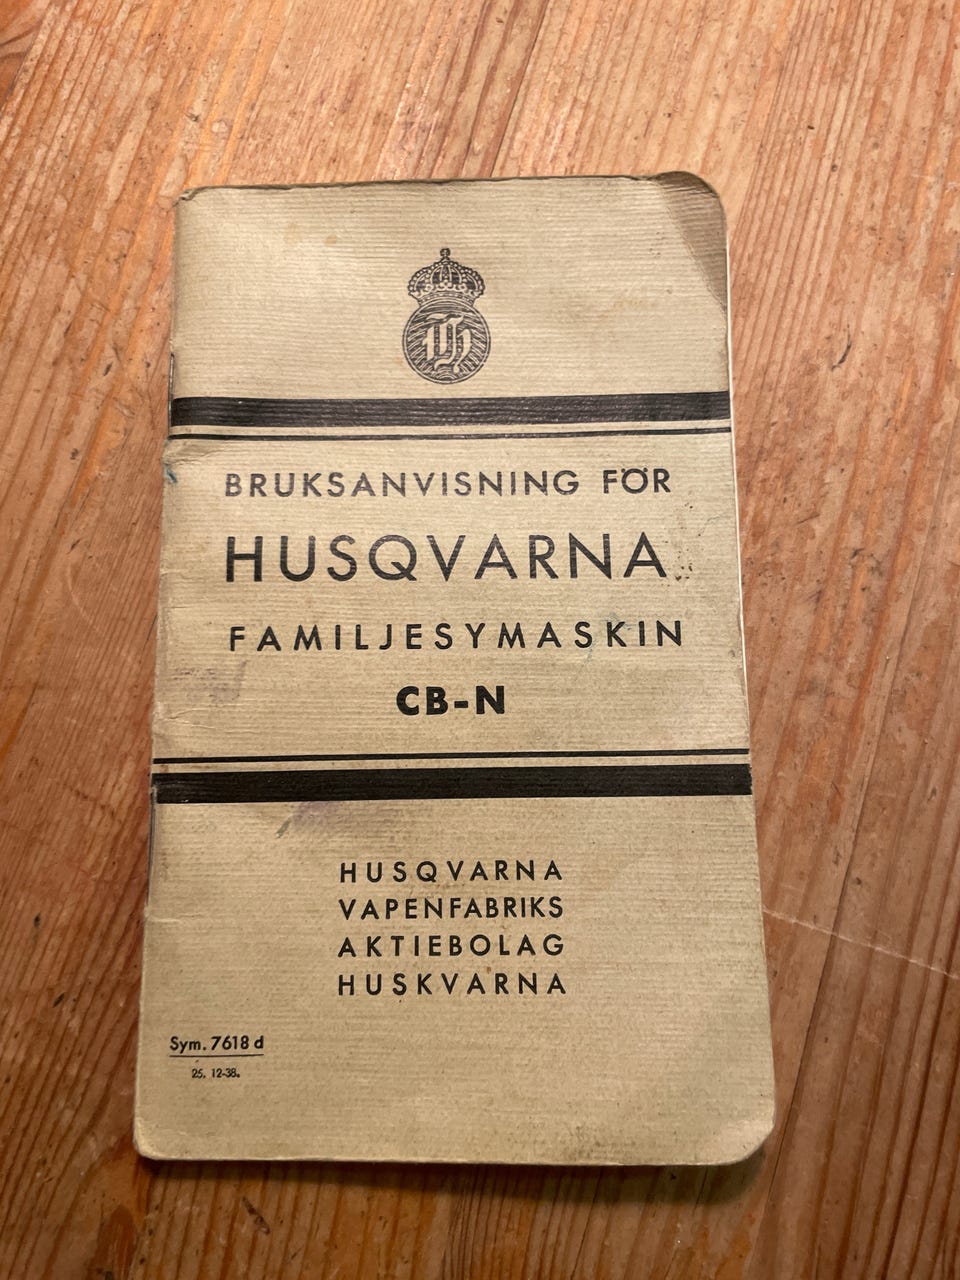 H
BRUKSANVISNING FÖR
HUSQVARNA
FAMILJESYMASKIN
CB-N
HUSQVARNA
VAPENFABRIKS
AKTIEBOLAG
HUSKVARNA
Sym. 7618 d
25. 12-38.